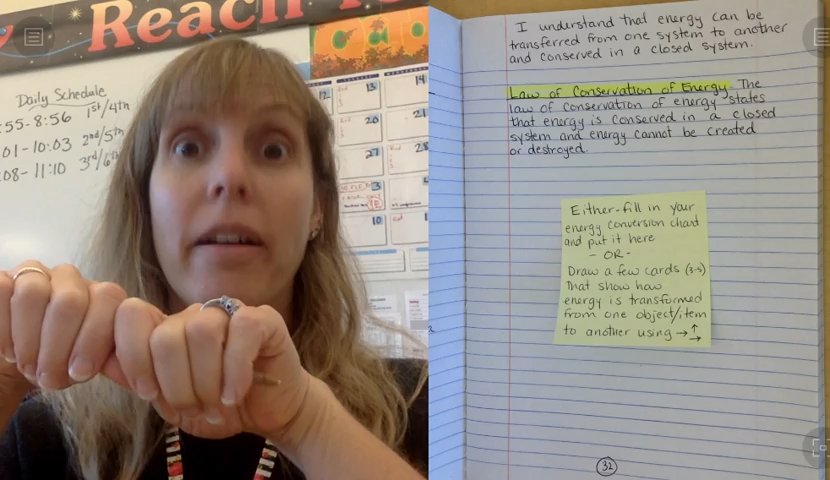 Reach
Daily Schedule
:55-8:56 1st/4th
01-10:03 2nd/5th
08-11:10 3rd/6th
12 13 14
20 21
27 28
3
10
I understand that energy can be
transferred from one system to another
and conserved in a closed system.
Law of Conservation of Energy The
law of conservation of energy states
that energy is conserved in a closed
system and energy cannot be created
or destroyed.
Either-fill in your
energy conversion chart
and put it here
- OR -
Draw a few cards (3-5)
That show how
energy is transformed
from one object/item
to another using → ↑ →
32